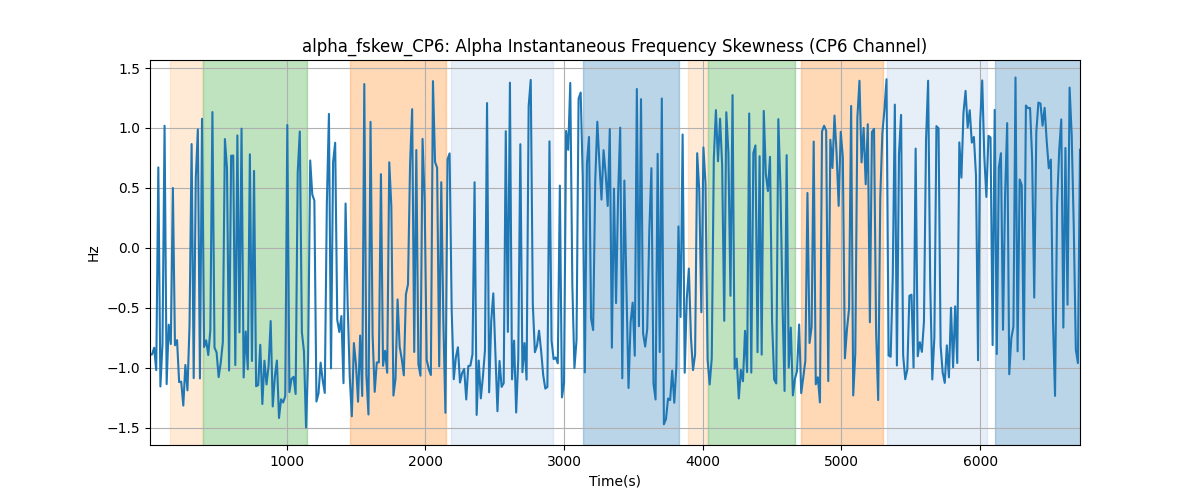 alpha_fskew_CP6: Alpha Instantaneous Frequency Skewness (CP6 Channel)
1.5
1.0
0.5
0.0
−0.5
−1.0
−1.5
Hz
1000 2000 3000 4000 5000 6000
Time(s)